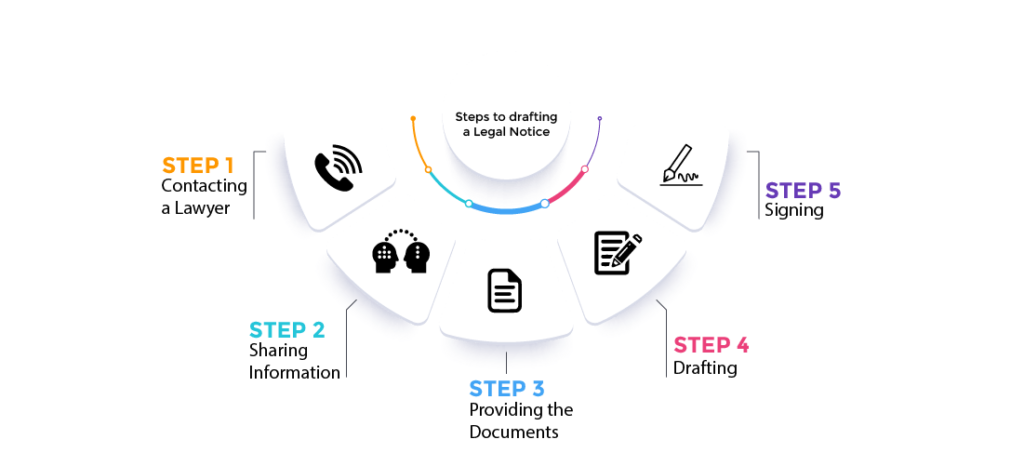 Steps to drafting
a Legal Notice
STEP 1
Contacting
a Lawyer
STEP 2
Sharing
Information
STEP 3
Providing the
Documents
STEP 4
Drafting
STEP 5
Signing